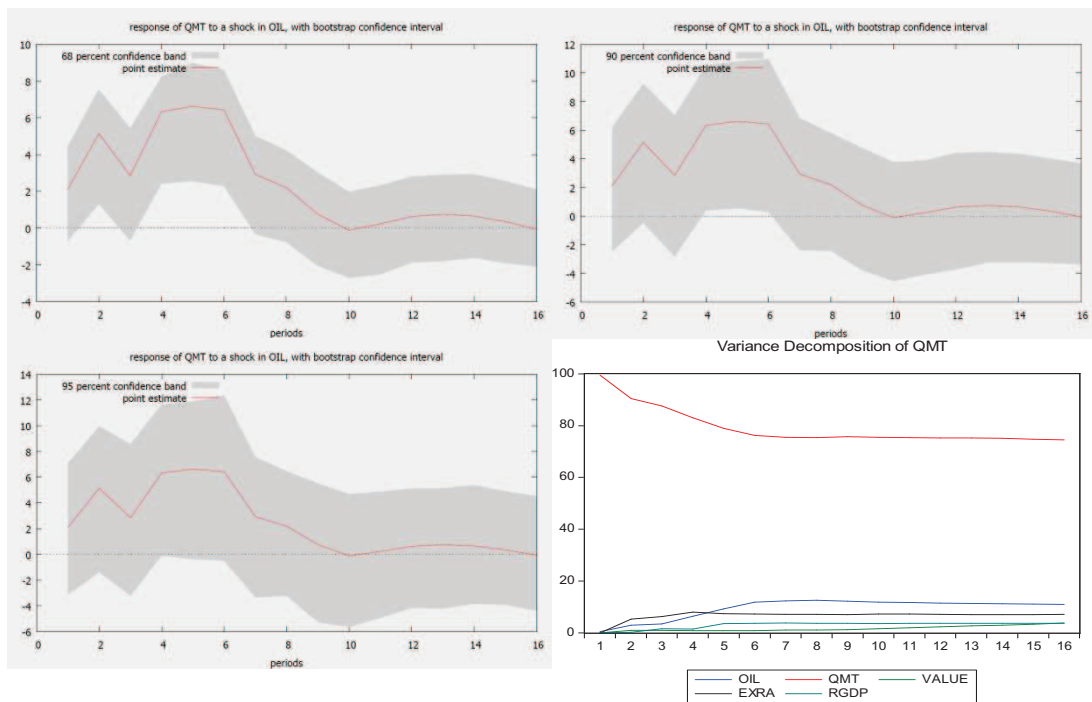 response of QMT to a shock in OIL, with bootstrap confidence interval
10
8
6
4
2
0
-2
-4
68 percent confidence band
point estimate
0 2 4 6 8 10 12 14 16
periods
response of QMT to a shock in OIL, with bootstrap confidence interval
12
10
8
6
4
2
0
-2
-4
-6
90 percent confidence band
point estimate
0 2 4 6 8 10 12 14 16
periods
response of QMT to a shock in OIL, with bootstrap confidence interval
14
12
10
8
6
4
2
0
-2
-4
-6
95 percent confidence band
point estimate
0 2 4 6 8 10 12 14 16
periods
Variance Decomposition of QMT
100
80
60
40
20
0
1 2 3 4 5 6 7 8 9 10 11 12 13 14 15 16
OIL QMT VALUE
EXRA RGDP